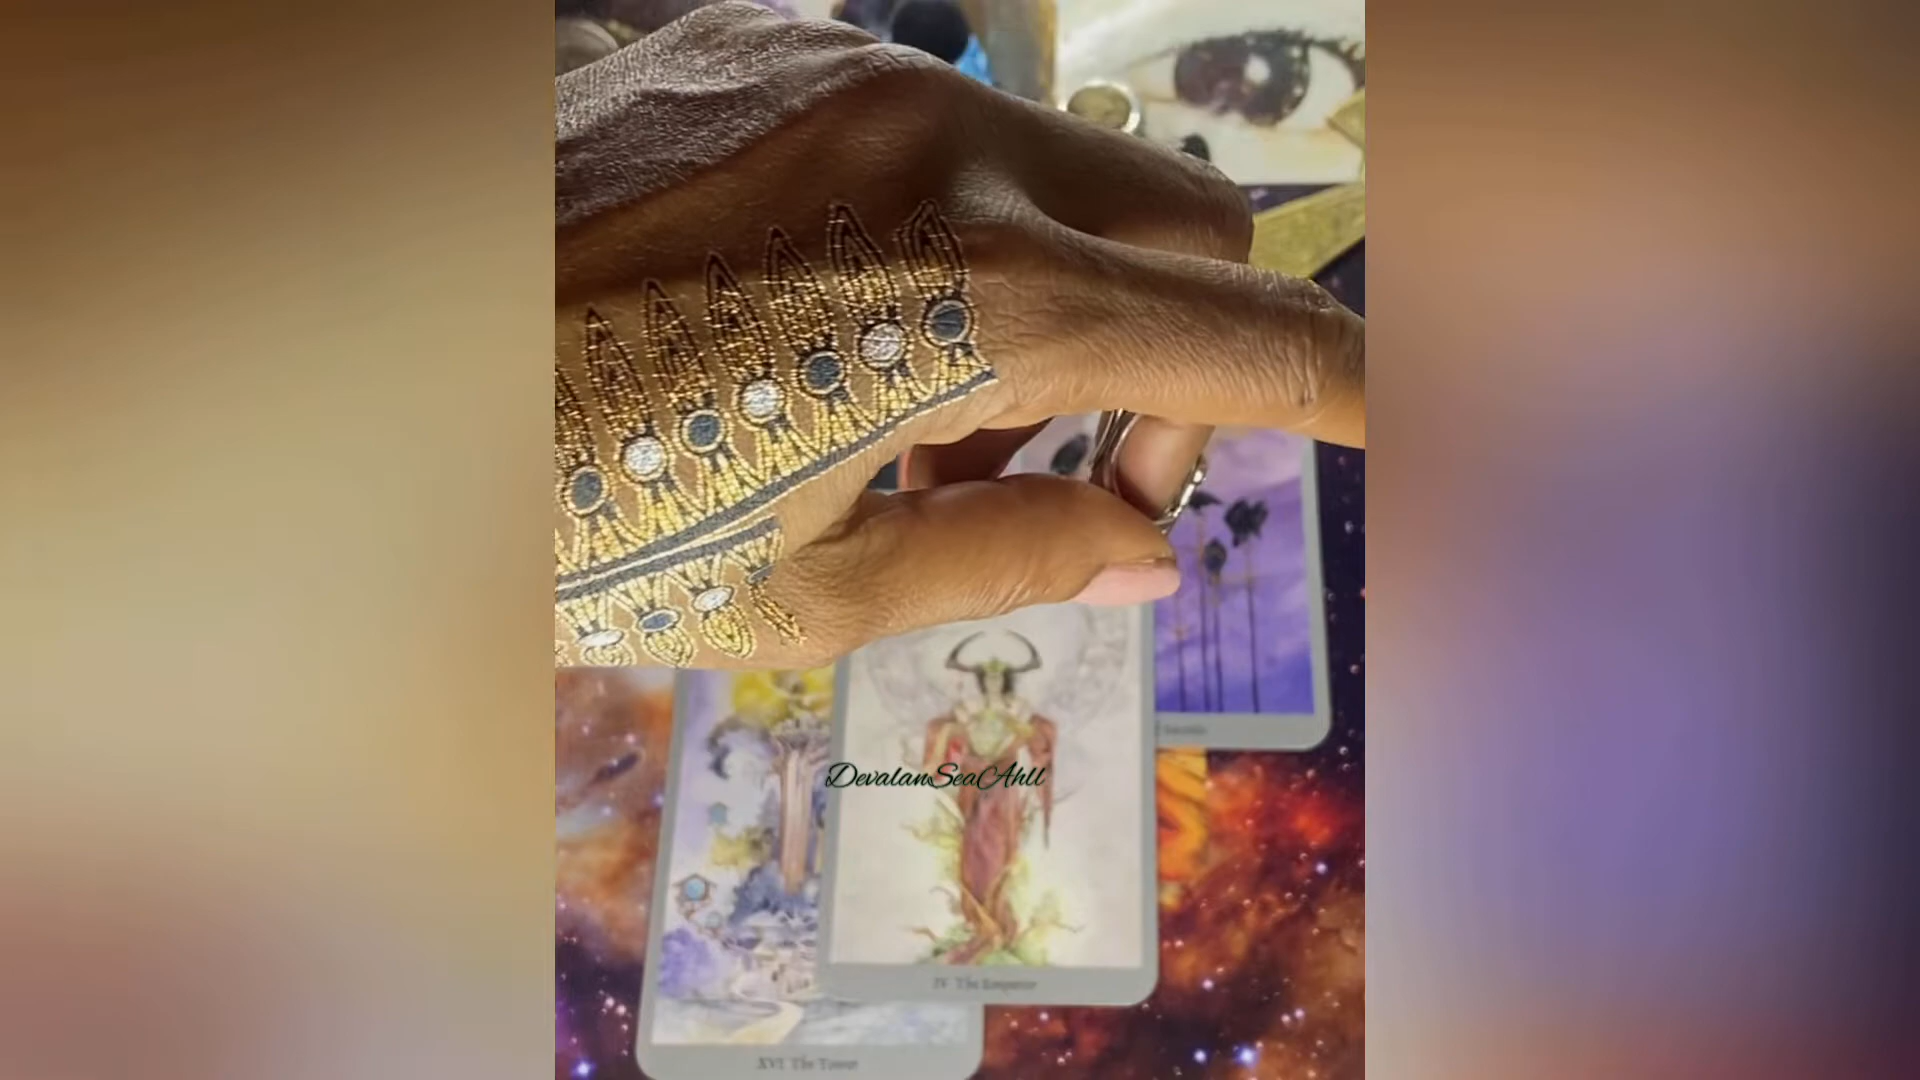 DevalanSeaAhll
IV The Emperor
XVI The Tower